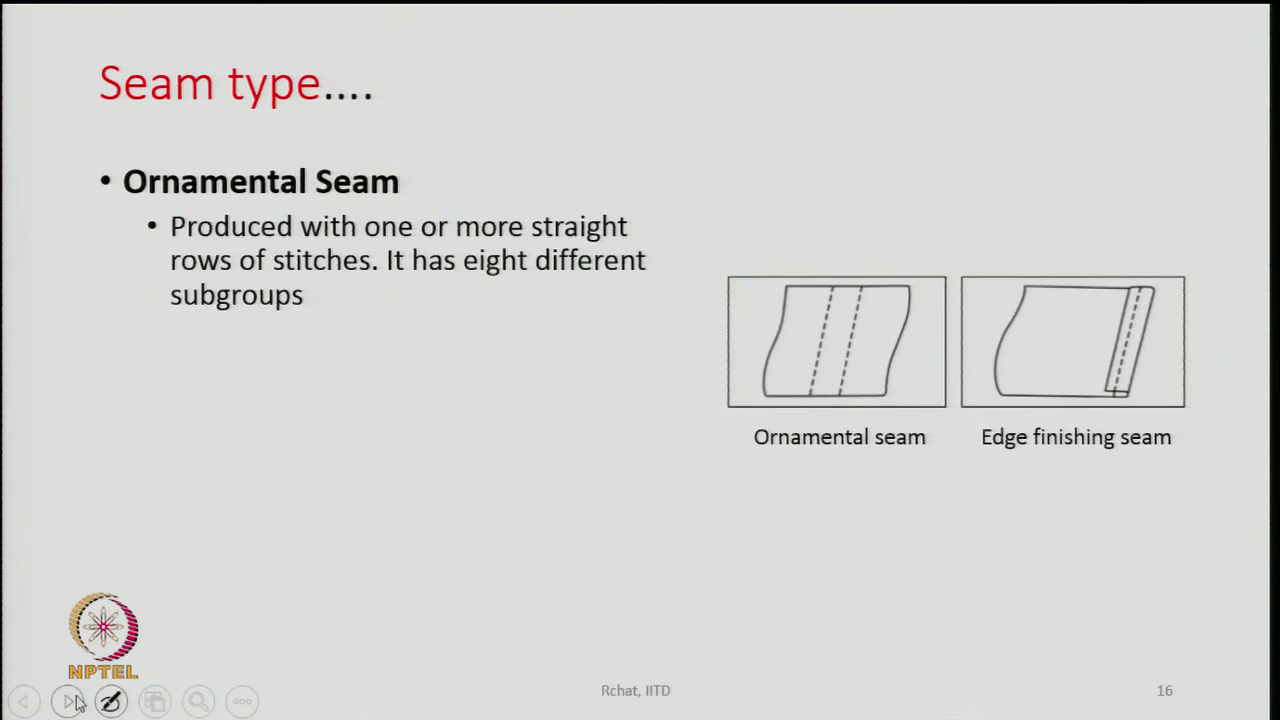 Seam type....
• Ornamental Seam
• Produced with one or more straight
rows of stitches. It has eight different
subgroups
Ornamental seam
Edge finishing seam
NPTEL
Rchat, IITD
16